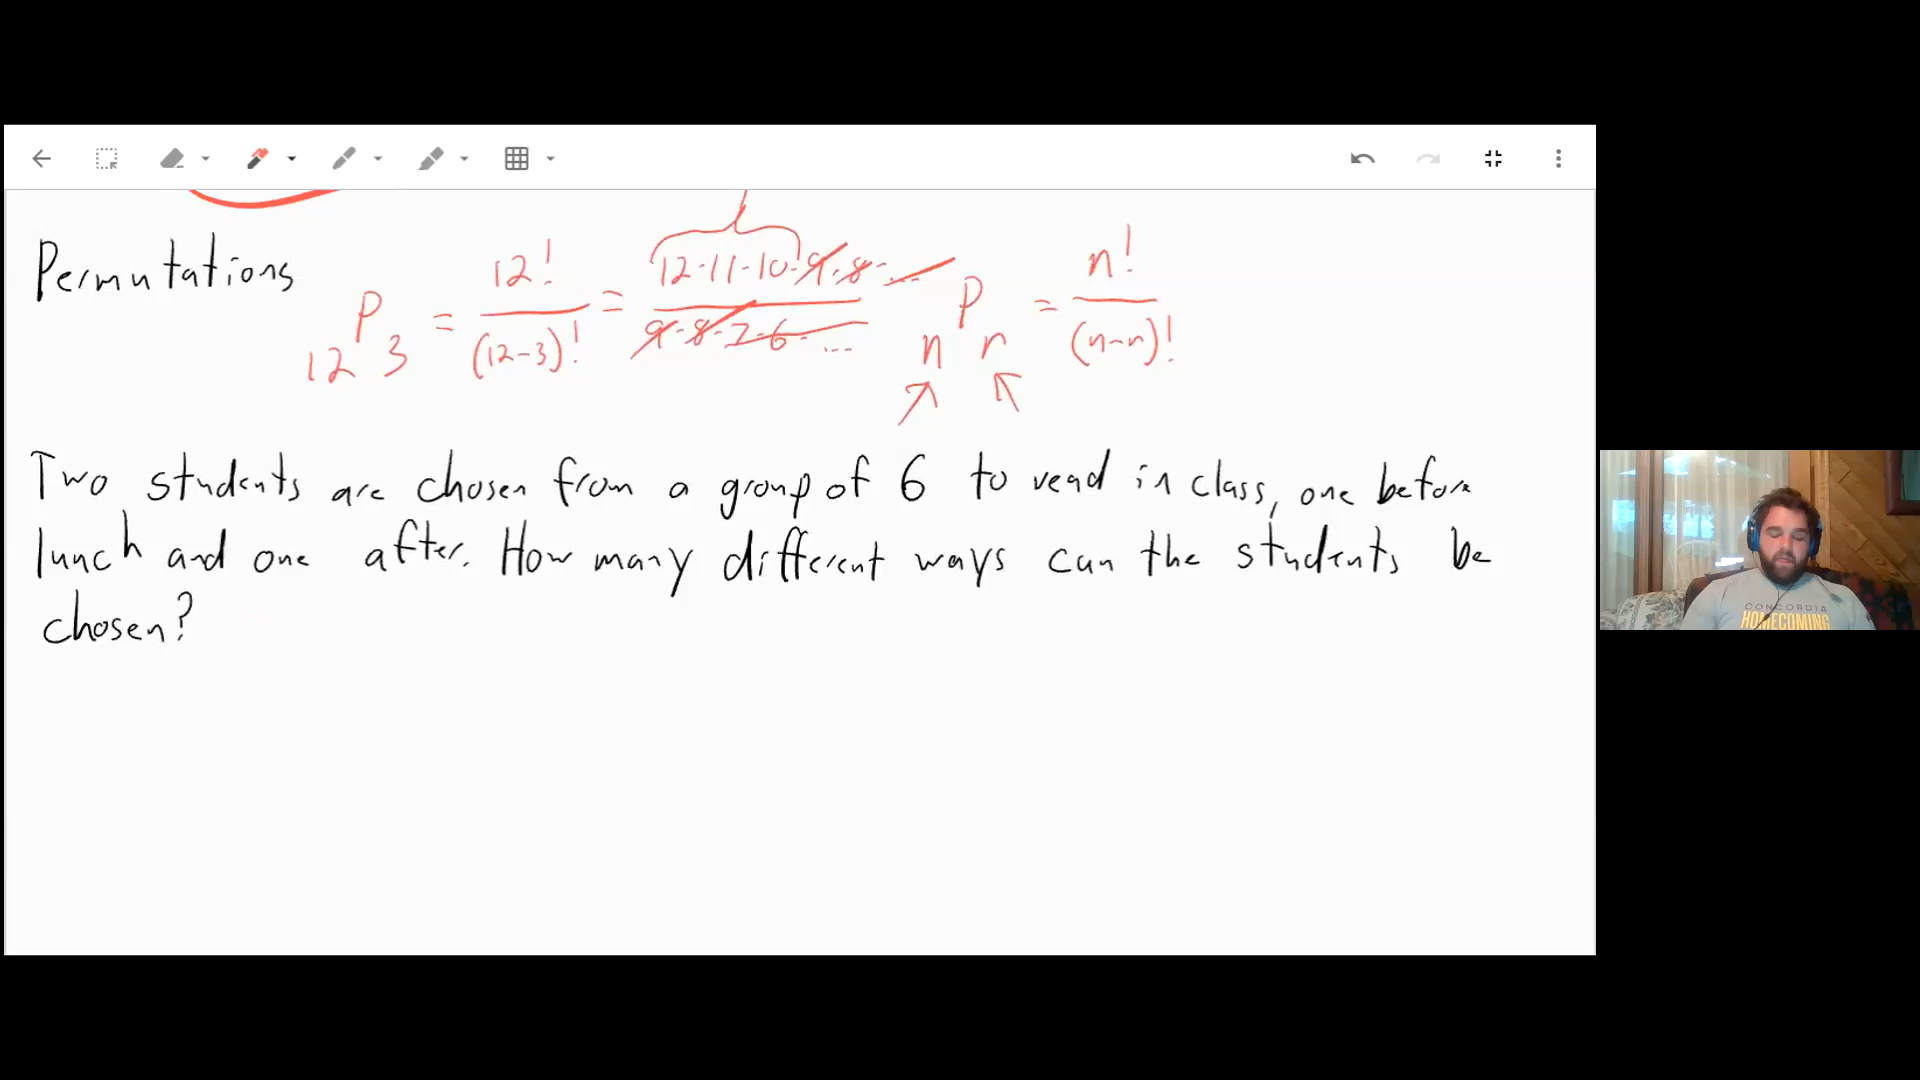 Permutations
12P3 = 12!/(12-3)! = 12·11·10·9·8·.../9·8·7·6·... nPr = n!/(n-r)!
Two students are chosen from a group of 6 to read in class, one before
lunch and one after. How many different ways can the students be
chosen?
CONCORDIA
HOMECOMING